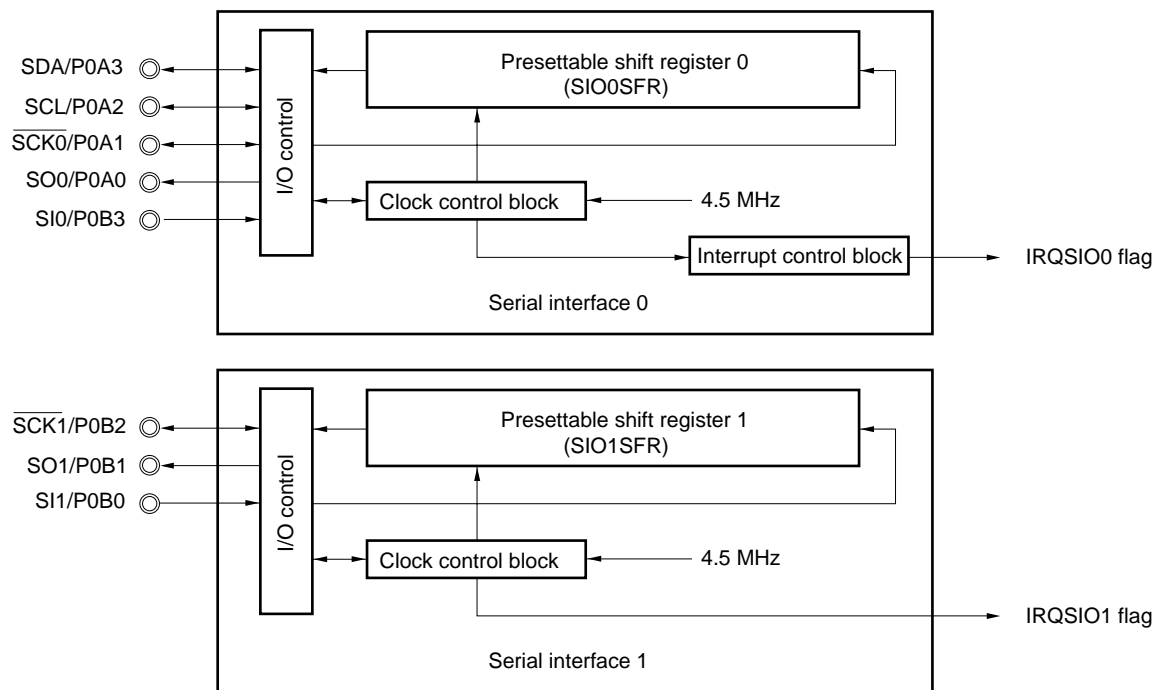 SDA/P0A3
SCL/P0A2
S̅C̅K̅0̅/P0A1
SO0/P0A0
SI0/P0B3
I/O control
Presettable shift register 0
(SIO0SFR)
Clock control block
4.5 MHz
Interrupt control block
IRQSIO0 flag
Serial interface 0
S̅C̅K̅1̅/P0B2
SO1/P0B1
SI1/P0B0
I/O control
Presettable shift register 1
(SIO1SFR)
Clock control block
4.5 MHz
IRQSIO1 flag
Serial interface 1